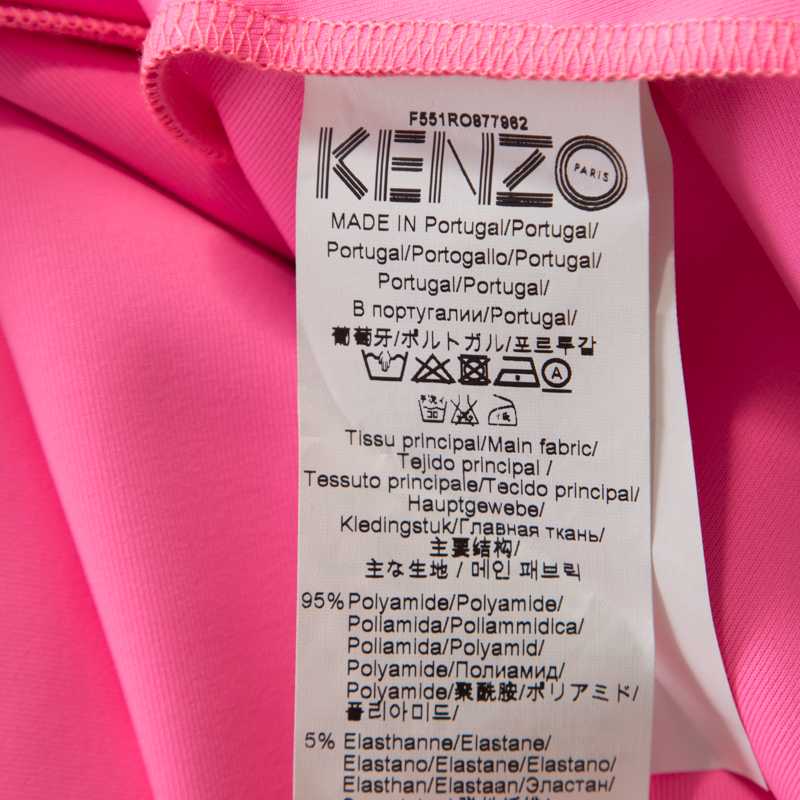 F551RO877982
KENZO PARIS
MADE IN Portugal/Portugal/
Portugal/Portogallo/Portugal/
Portugal/Portugal/
В португалии/Portugal/
葡萄牙/ポルトガル/포르투갈
A
30
Tissu principal/Main fabric/
Tejido principal /
Tessuto principale/Tecido principal/
Hauptgewebe/
Kledingstuk/Главная ткань/
主要结构/
主な生地 / 메인 패브릭
95% Polyamide/Polyamide/
Poliamida/Poliammidica/
Poliamida/Polyamid/
Polyamide/Полиамид/
Polyamide/聚酰胺/ポリアミド/
폴리아미드/
5% Elasthanne/Elastane/
Elastano/Elastane/Elastano/
Elasthan/Elastaan/Эластан/